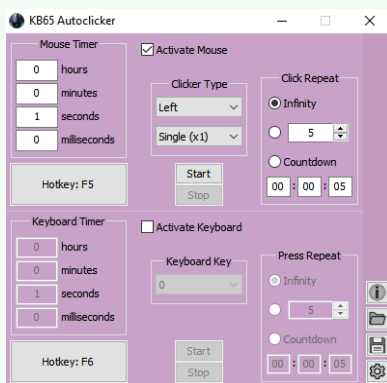 KB65 Autoclicker
Mouse Timer
0 hours
0 minutes
1 seconds
0 milliseconds
Hotkey: F5
Activate Mouse
Clicker Type
Left
Single (x1)
Start
Stop
Click Repeat
Infinity
5
Countdown
00 : 00 : 05
Keyboard Timer
0 hours
0 minutes
1 seconds
0 milliseconds
Hotkey: F6
Activate Keyboard
Keyboard Key
0
Start
Stop
Press Repeat
Infinity
5
Countdown
00 : 00 : 05